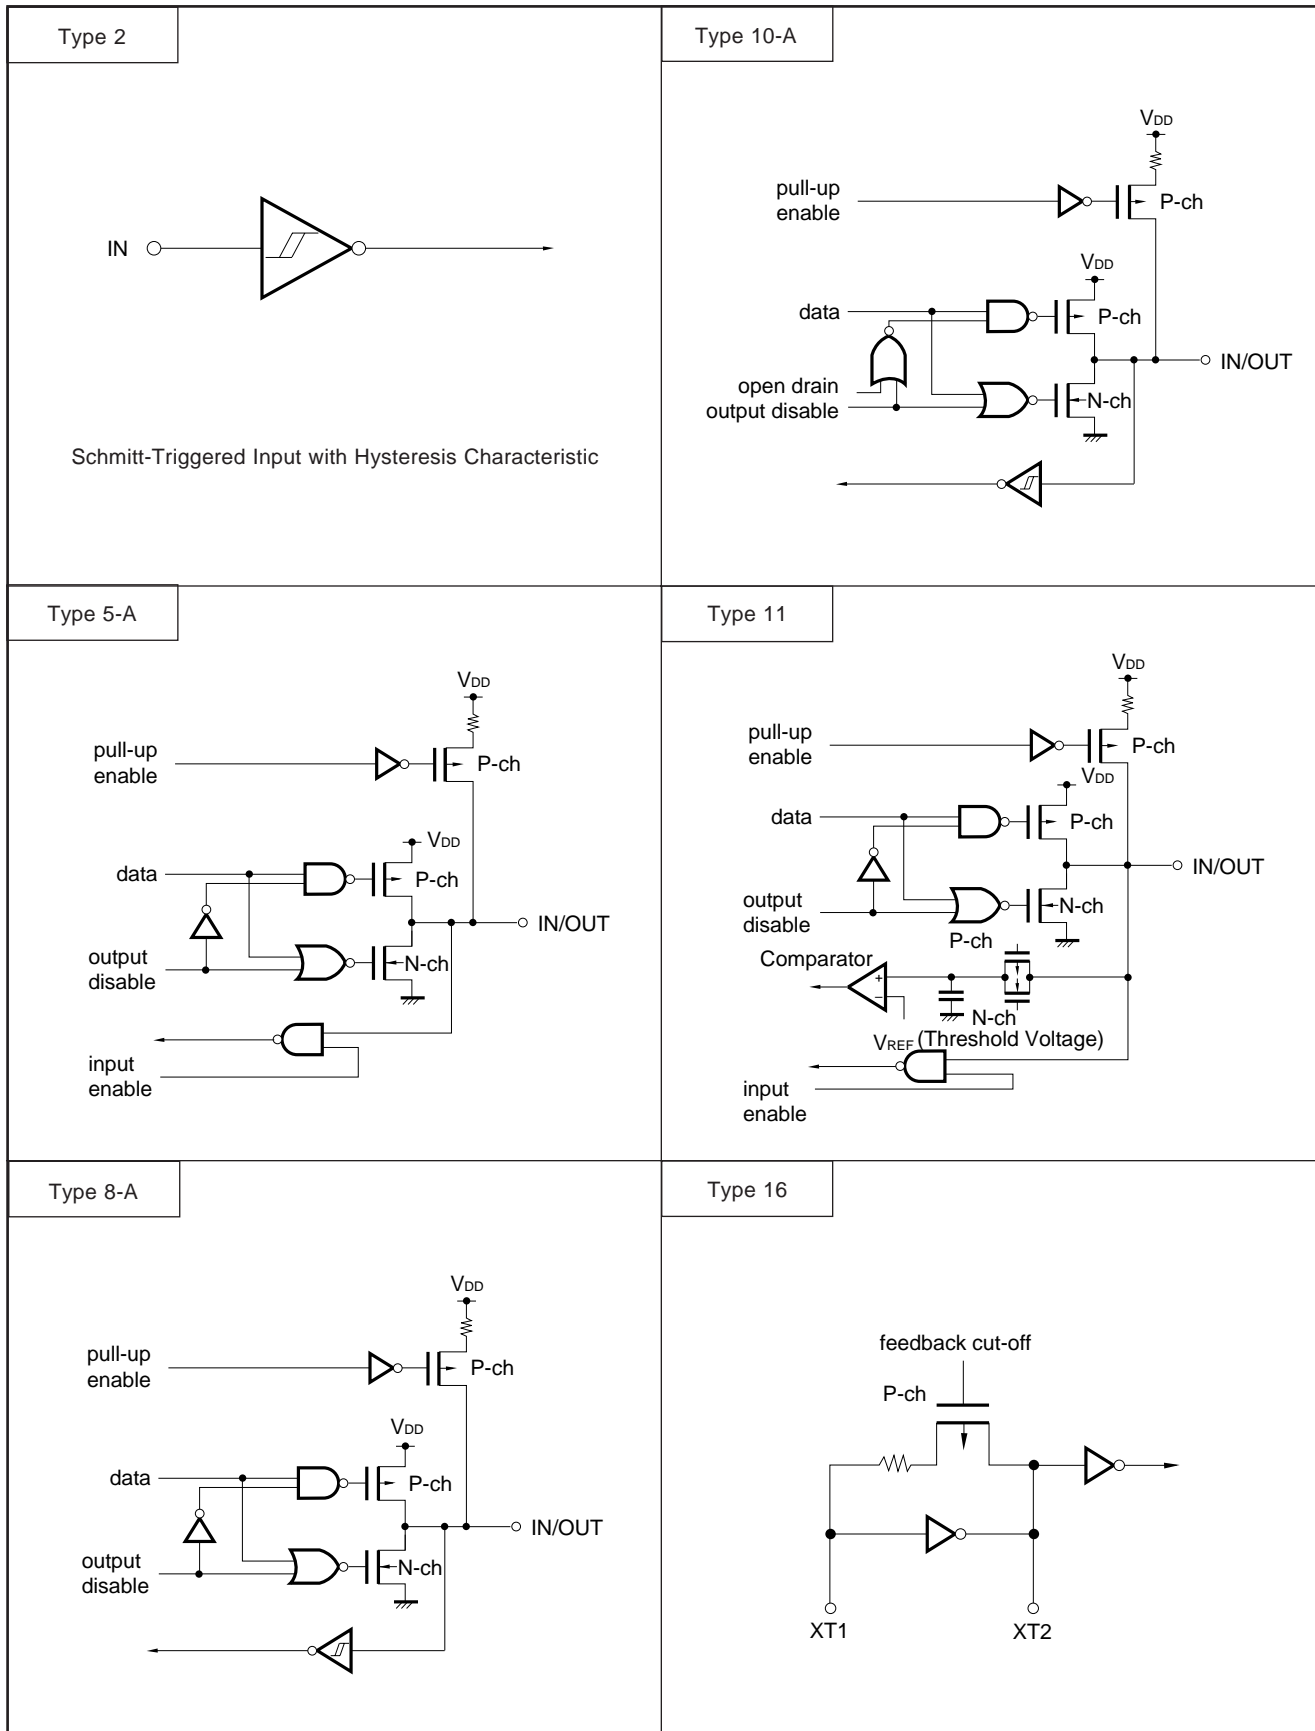 Type 2
IN
Schmitt-Triggered Input with Hysteresis Characteristic
Type 10-A
VDD
pull-up
enable
P-ch
VDD
data
P-ch
IN/OUT
open drain
output disable
N-ch
Type 5-A
VDD
pull-up
enable
P-ch
VDD
data
P-ch
IN/OUT
output
disable
N-ch
input
enable
Type 11
VDD
pull-up
enable
P-ch
VDD
data
P-ch
IN/OUT
output
disable
N-ch
P-ch
Comparator
+
−
N-ch
VREF (Threshold Voltage)
input
enable
Type 8-A
VDD
pull-up
enable
P-ch
VDD
data
P-ch
IN/OUT
output
disable
N-ch
Type 16
feedback cut-off
P-ch
XT1
XT2